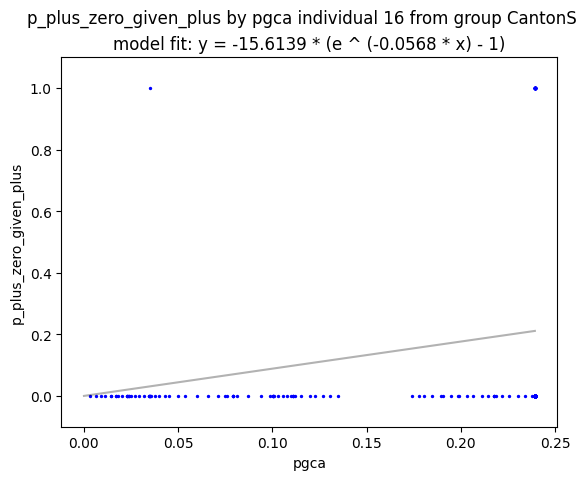 p_plus_zero_given_plus by pgca individual 16 from group CantonS
model fit: y = -15.6139 * (e ^ (-0.0568 * x) - 1)
1.0
0.8
0.6
0.4
0.2
0.0
p_plus_zero_given_plus
0.00 0.05 0.10 0.15 0.20 0.25
pgca